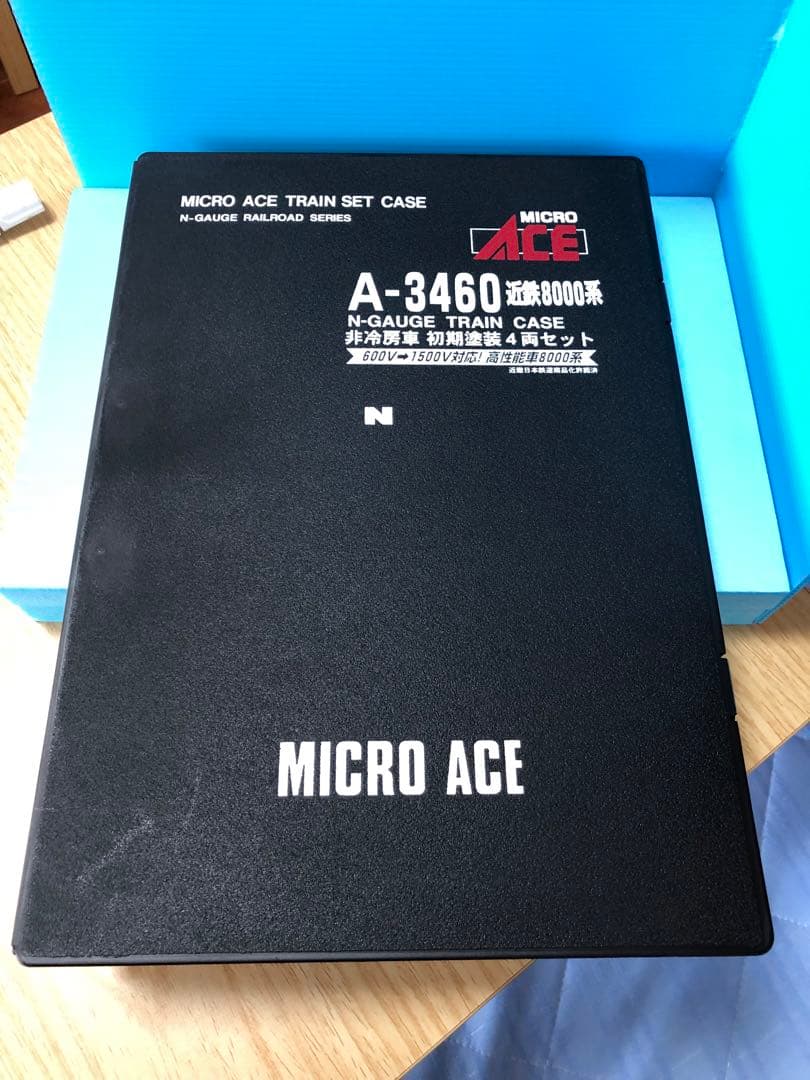 MICRO ACE TRAIN SET CASE
N-GAUGE RAILROAD SERIES
MICRO
ACE
A-3460 近鉄8000系
N-GAUGE TRAIN CASE
非冷房車 初期塗装4両セット
600V➡1500V対応! 高性能車8000系
近畿日本鉄道商品化許諾済
N
MICRO ACE